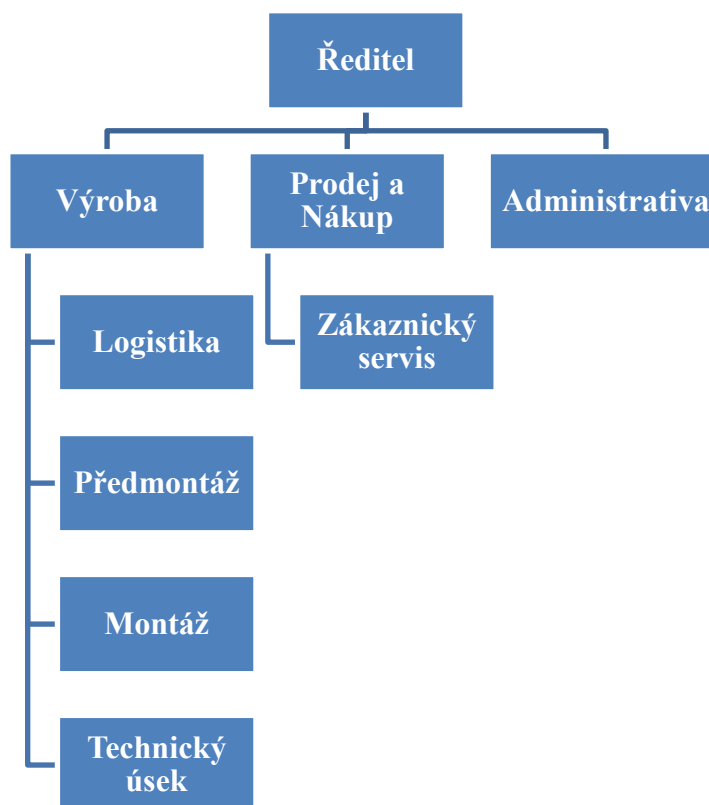 Ředitel
Výroba
Prodej a
Nákup
Administrativa
Logistika
Zákaznický
servis
Předmontáž
Montáž
Technický
úsek